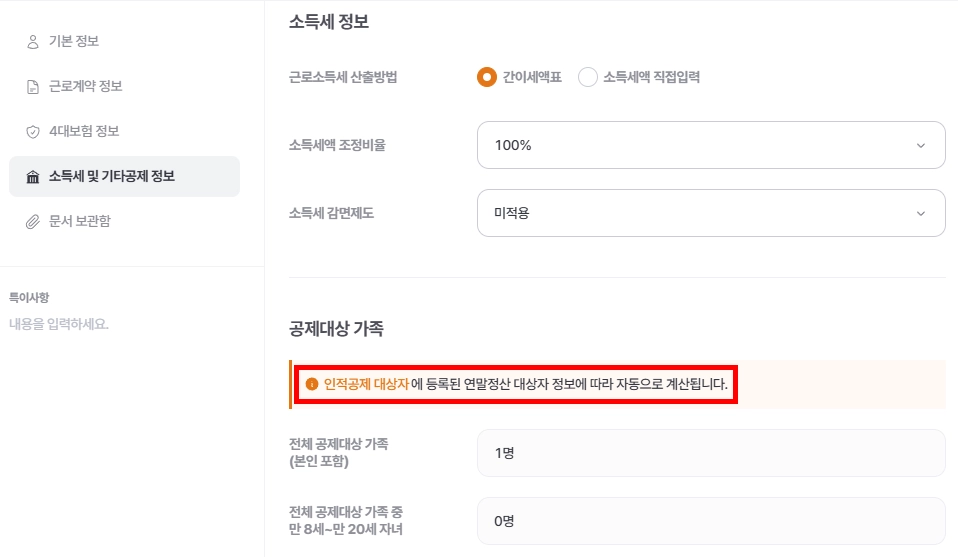 기본 정보
근로계약 정보
4대보험 정보
소득세 및 기타공제 정보
문서 보관함
특이사항
내용을 입력하세요.
소득세 정보
근로소득세 산출방법
간이세액표
소득세액 직접입력
소득세액 조정비율
100%
소득세 감면제도
미적용
공제대상 가족
인적공제 대상자에 등록된 연말정산 대상자 정보에 따라 자동으로 계산됩니다.
전체 공제대상 가족
(본인 포함)
1명
전체 공제대상 가족 중
만 8세~만 20세 자녀
0명